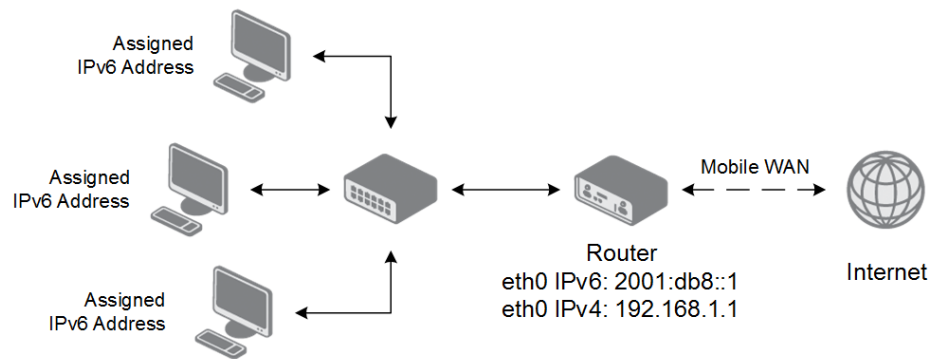 Assigned
IPv6 Address
Assigned
IPv6 Address
Assigned
IPv6 Address
Mobile WAN
Router
eth0 IPv6: 2001:db8::1
eth0 IPv4: 192.168.1.1
Internet